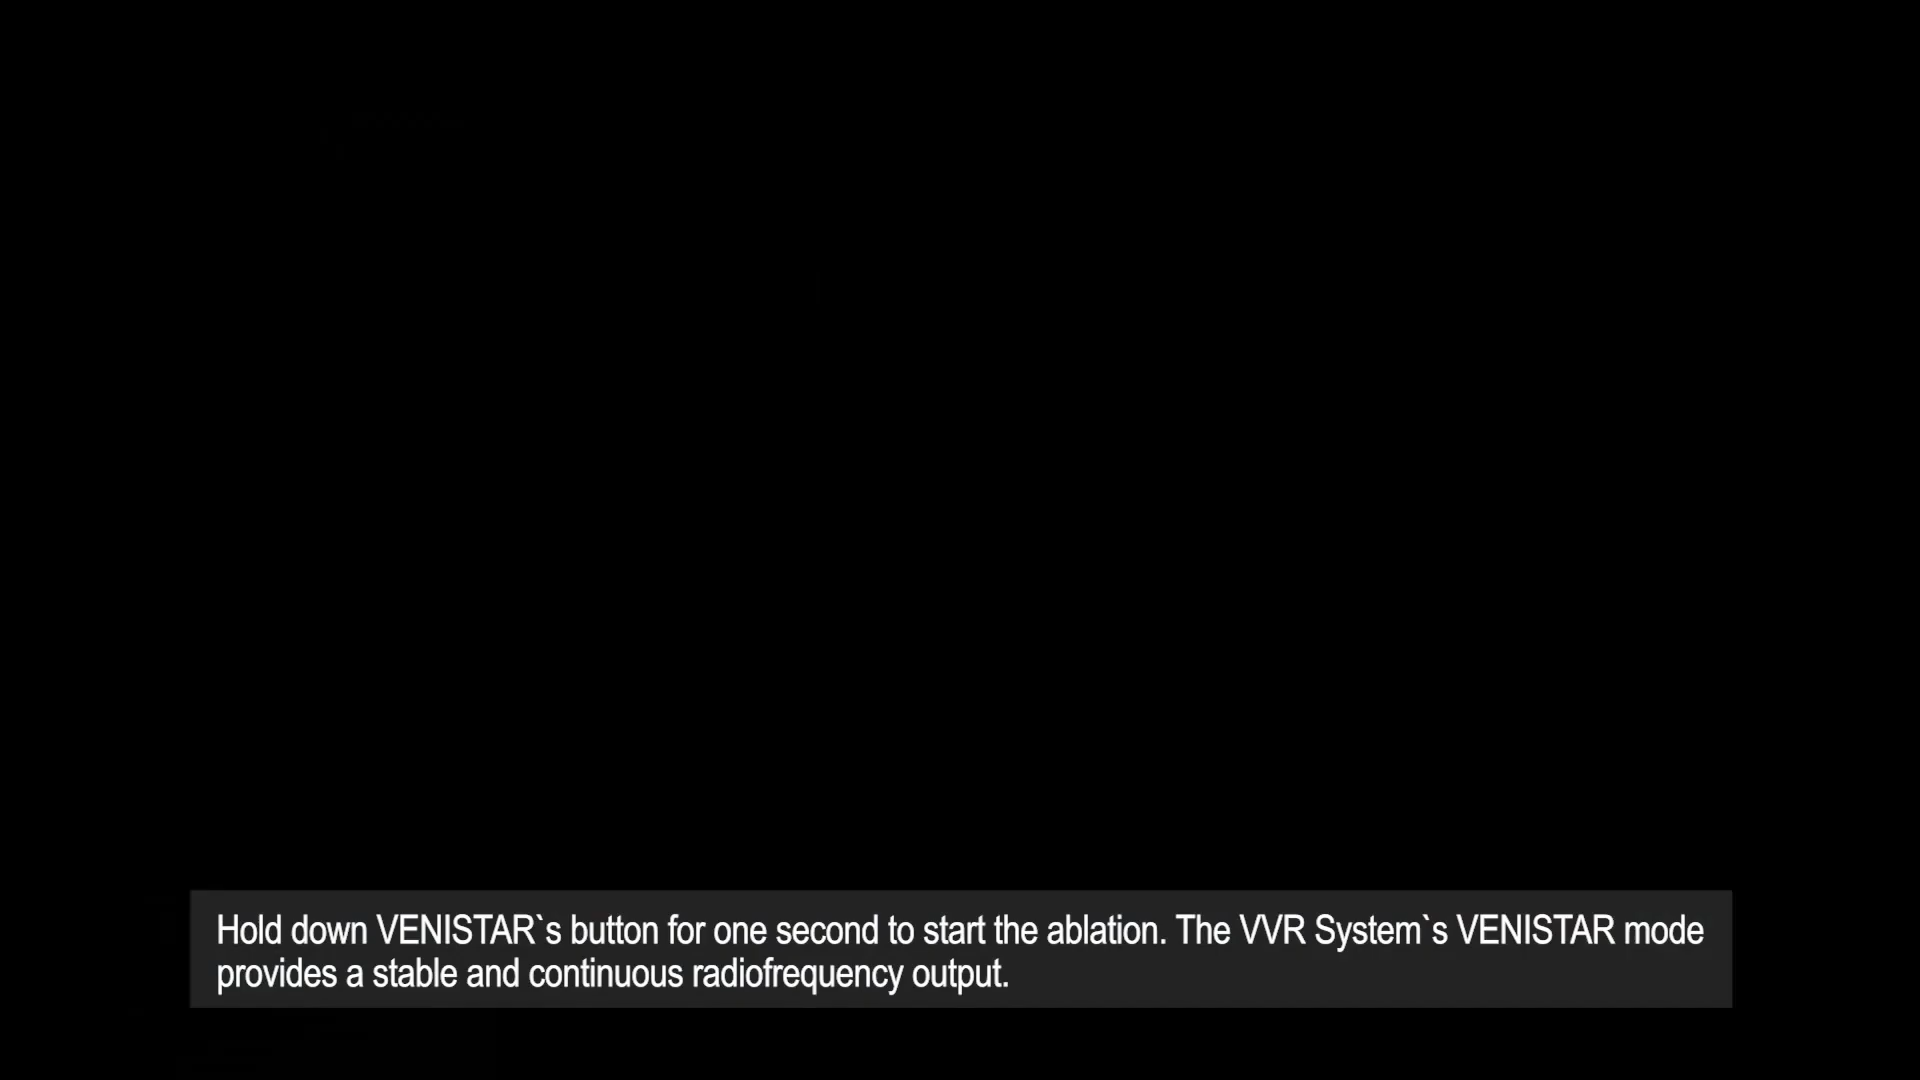 Hold down VENISTAR`s button for one second to start the ablation. The VVR System`s VENISTAR mode
provides a stable and continuous radiofrequency output.